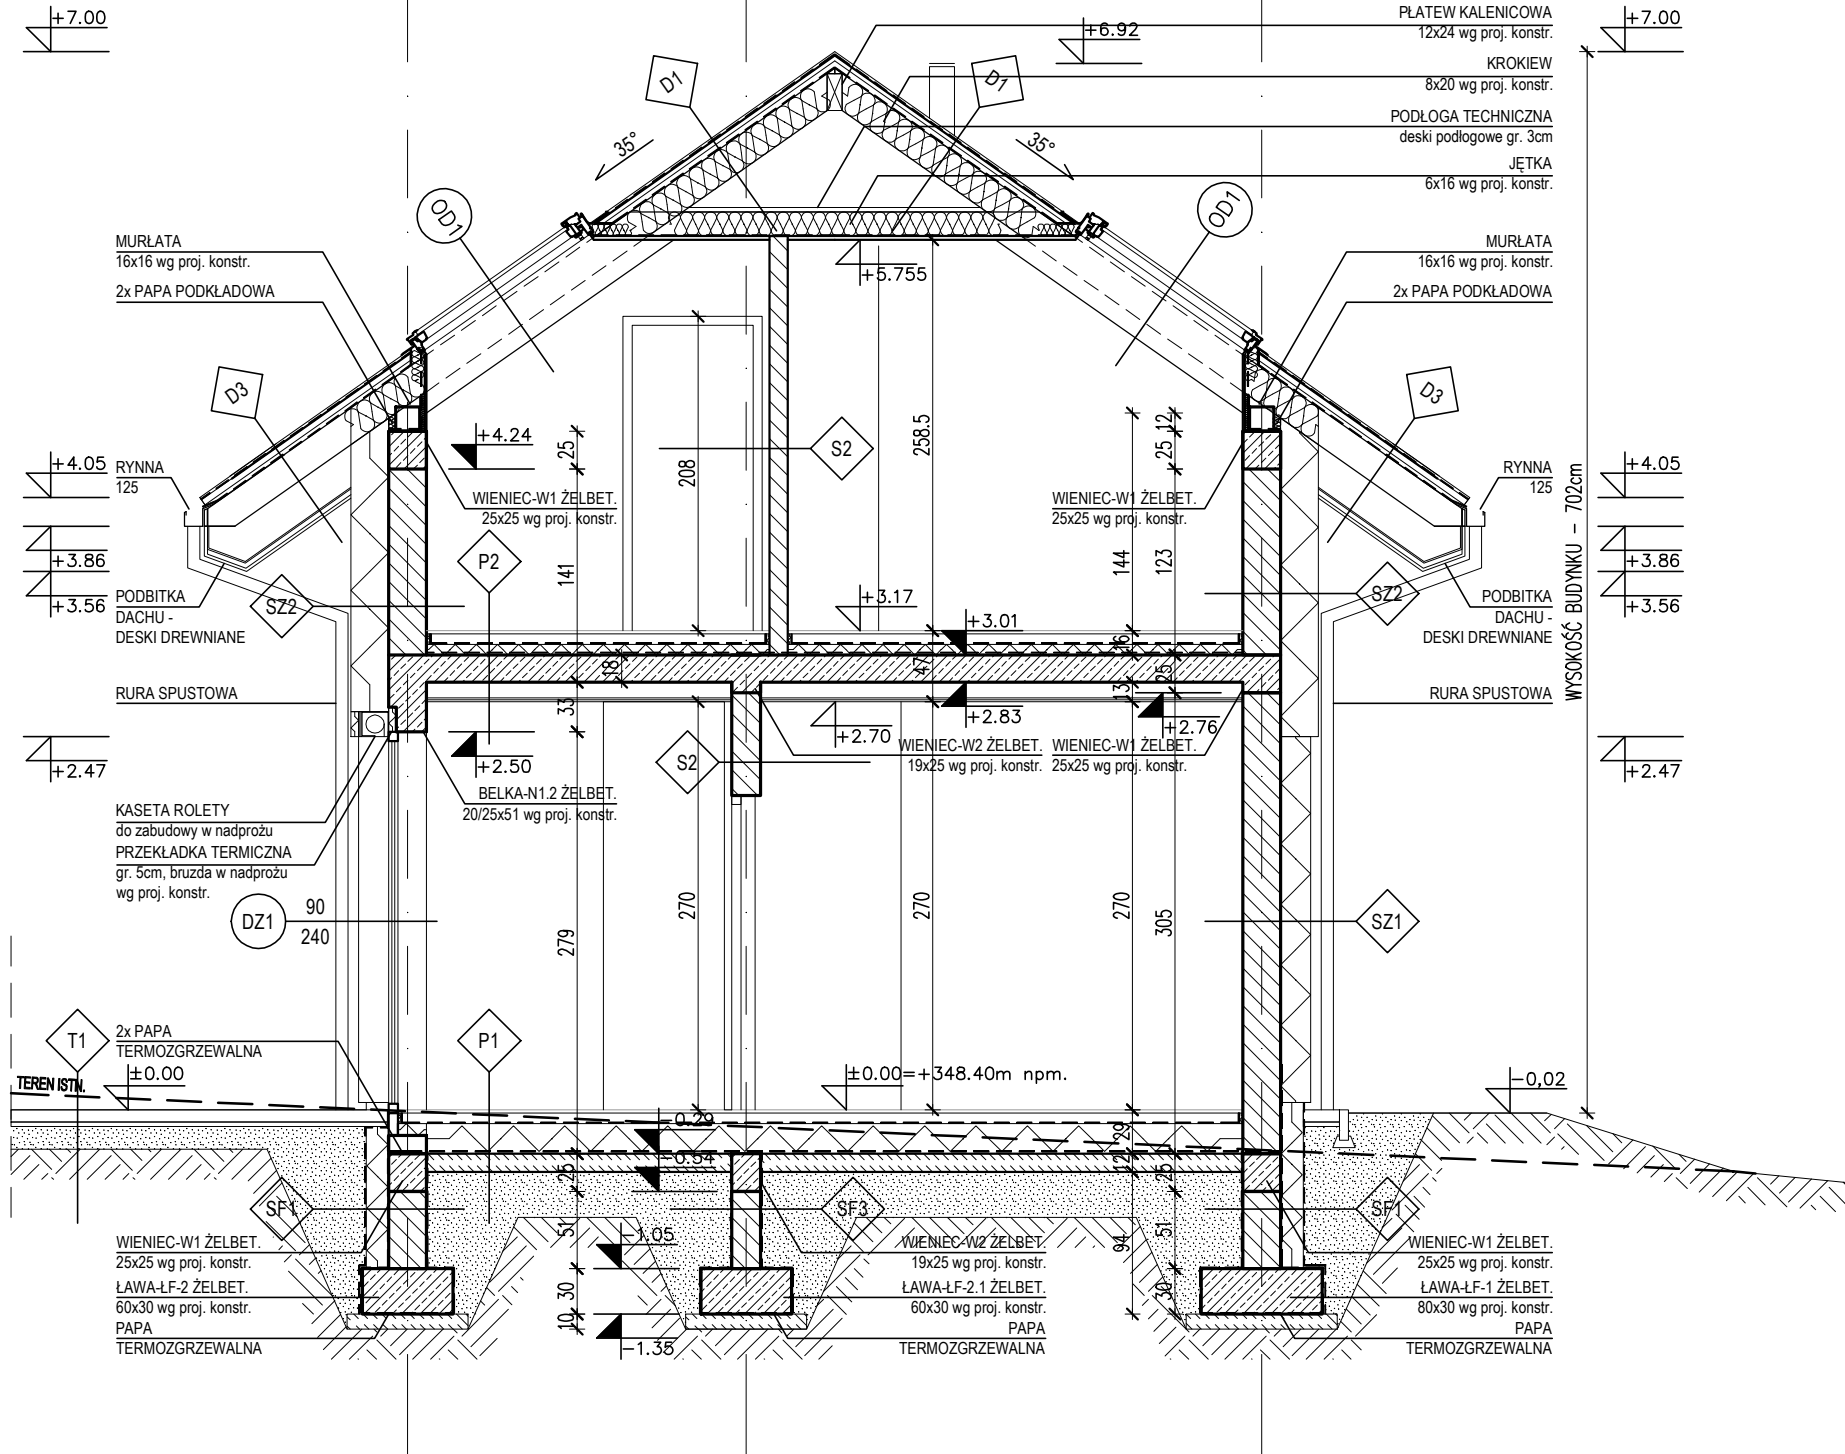 +7.00
+6.92
PŁATEW KALENICOWA
12x24 wg proj. konstr.
+7.00
KROKIEW
8x20 wg proj. konstr.
D1
D1
PODŁOGA TECHNICZNA
deski podłogowe gr. 3cm
35°
35°
JĘTKA
6x16 wg proj. konstr.
OD1
OD1
MURŁATA
16x16 wg proj. konstr.
2x PAPA PODKŁADOWA
+5.755
MURŁATA
16x16 wg proj. konstr.
2x PAPA PODKŁADOWA
D3
D3
+4.24
25
208
S2
258.5
12
25
+4.05
RYNNA
125
WIENIEC-W1 ŻELBET.
25x25 wg proj. konstr.
WIENIEC-W1 ŻELBET.
25x25 wg proj. konstr.
RYNNA
125
+4.05
WYSOKOŚĆ BUDYNKU – 702cm
+3.86
+3.56
PODBITKA
DACHU -
DESKI DREWNIANE
SZ2
P2
141
144
123
+3.17
+3.01
16
SZ2
PODBITKA
DACHU -
DESKI DREWNIANE
+3.86
+3.56
18
47
25
13
33
RURA SPUSTOWA
RURA SPUSTOWA
+2.83
+2.76
+2.70
+2.47
+2.50
S2
WIENIEC-W2 ŻELBET.
19x25 wg proj. konstr.
WIENIEC-W1 ŻELBET.
25x25 wg proj. konstr.
+2.47
BELKA-N1.2 ŻELBET.
20/25x51 wg proj. konstr.
KASETA ROLETY
do zabudowy w nadprożu
PRZEKŁADKA TERMICZNA
gr. 5cm, bruzda w nadprożu
wg proj. konstr.
DZ1
90
240
279
270
270
270
305
SZ1
T1
2x PAPA
TERMOZGRZEWALNA
P1
TEREN ISTN.
±0.00
±0.00=+348.40m npm.
-0,02
-0.29
29
-0.54
25
12
25
SF1
SF3
SF1
51
-1.05
94
51
WIENIEC-W1 ŻELBET.
25x25 wg proj. konstr.
WIENIEC-W2 ŻELBET.
19x25 wg proj. konstr.
WIENIEC-W1 ŻELBET.
25x25 wg proj. konstr.
ŁAWA-ŁF-2 ŻELBET.
60x30 wg proj. konstr.
30
ŁAWA-ŁF-2.1 ŻELBET.
60x30 wg proj. konstr.
30
ŁAWA-ŁF-1 ŻELBET.
80x30 wg proj. konstr.
PAPA
TERMOZGRZEWALNA
10
-1.35
PAPA
TERMOZGRZEWALNA
PAPA
TERMOZGRZEWALNA